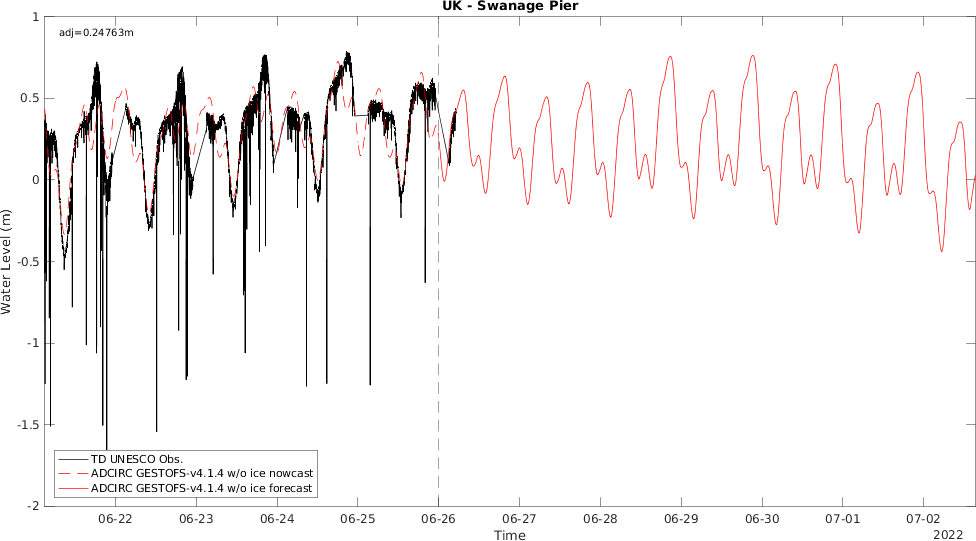 UK - Swanage Pier
adj=0.24763m
1
0.5
0
-0.5
-1
-1.5
-2
Water Level (m)
TD UNESCO Obs.
ADCIRC GESTOFS-v4.1.4 w/o ice nowcast
ADCIRC GESTOFS-v4.1.4 w/o ice forecast
06-22 06-23 06-24 06-25 06-26 06-27 06-28 06-29 06-30 07-01 07-02
Time
2022